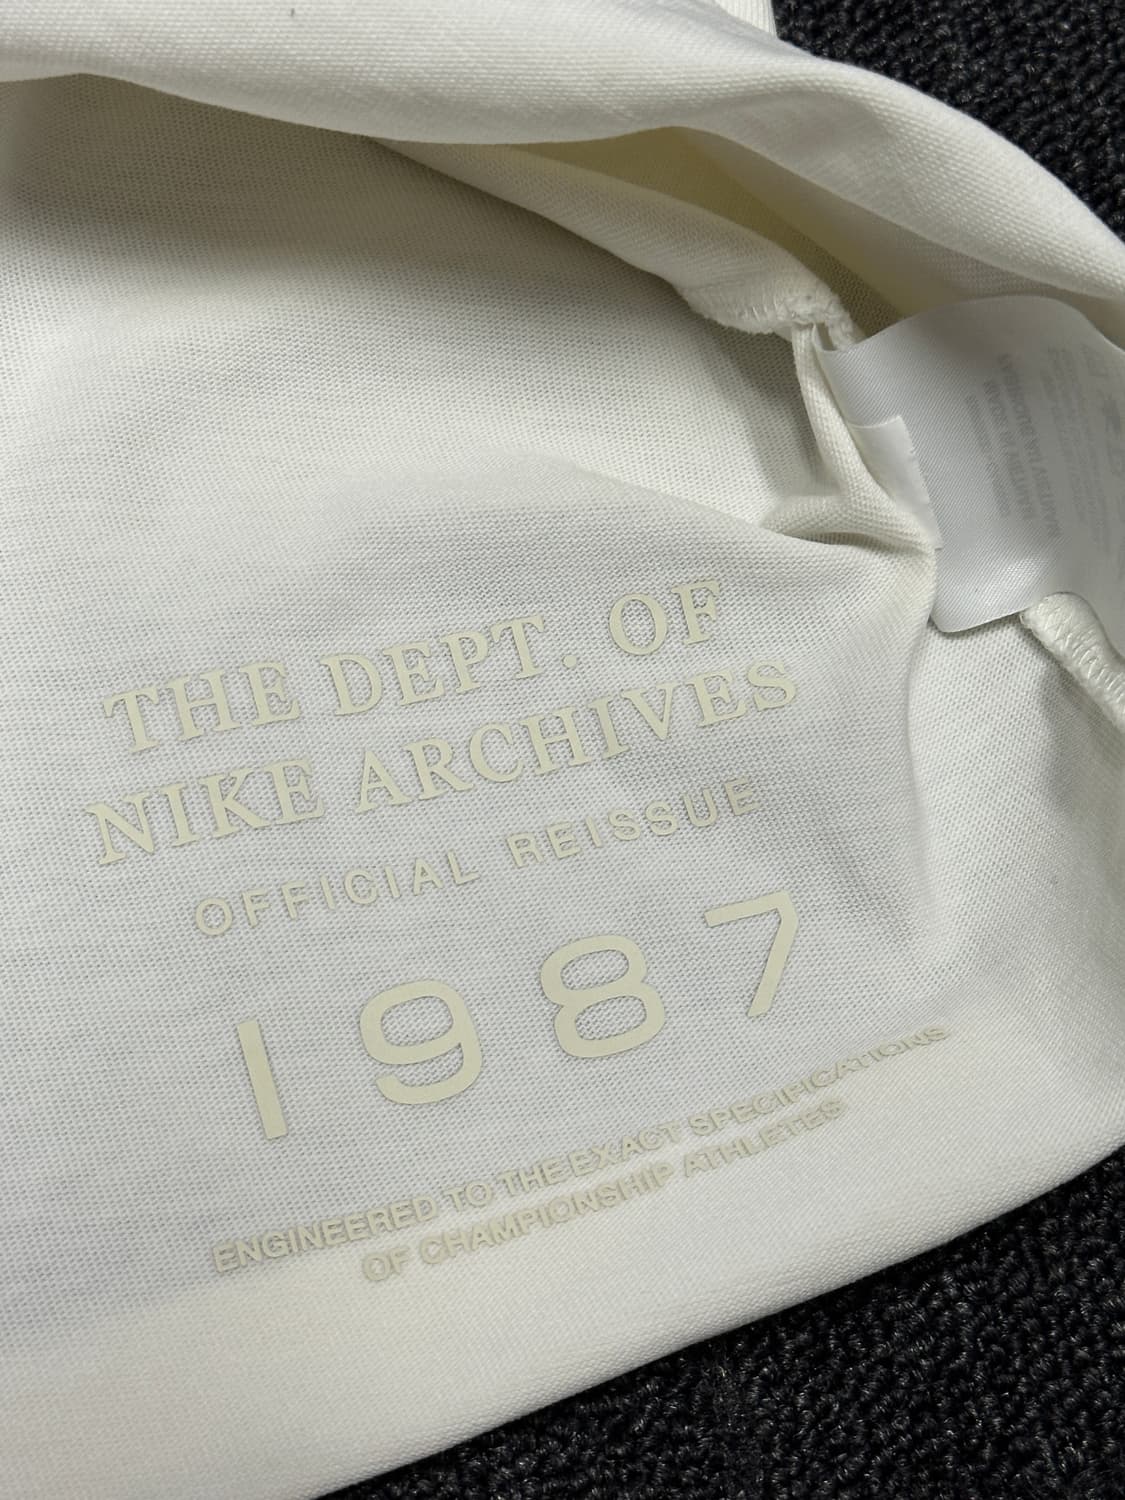 THE DEPT. OF
NIKE ARCHIVES
OFFICIAL REISSUE
1987
ENGINEERED TO THE EXACT SPECIFICATIONS
OF CHAMPIONSHIP ATHLETES